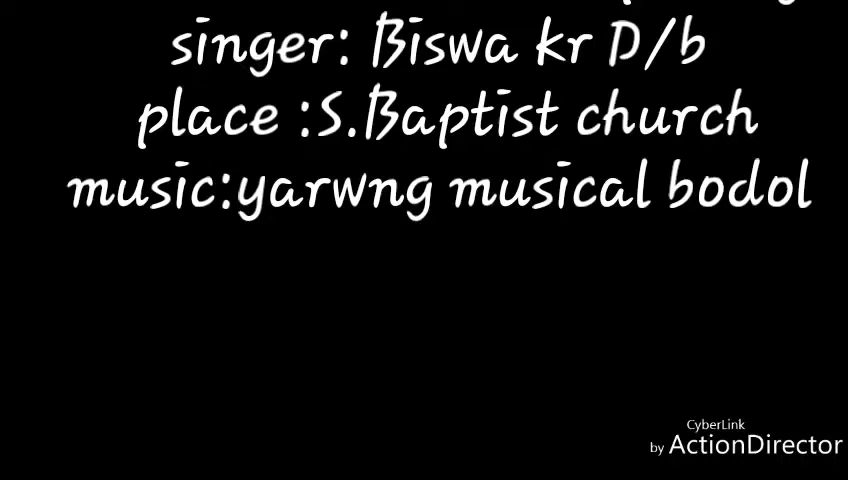 singer: Biswa kr D/b
place :S.Baptist church
music:yarwng musical bodol
CyberLink
by ActionDirector